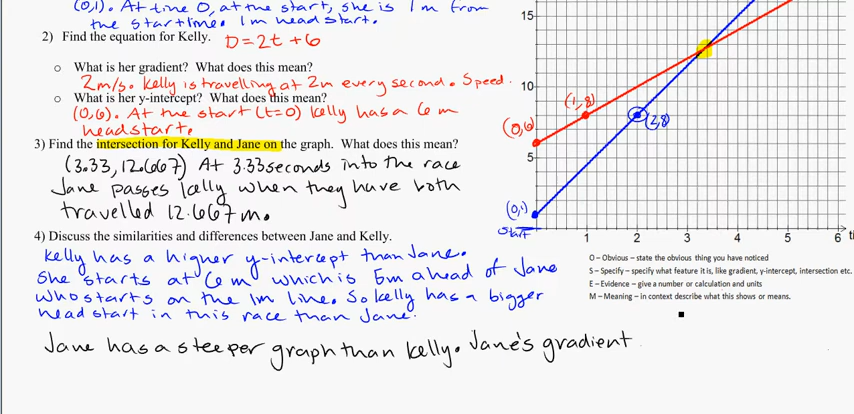 (0,1). At time 0, at the start, she is 1m from
the startline. 1m head start.
2) Find the equation for Kelly. D=2t+6
o What is her gradient? What does this mean?
2m/s. Kelly is travelling at 2m every second. Speed.
o What is her y-intercept? What does this mean?
(0,6). At the start (t=0) Kelly has a 6m
headstart.
3) Find the intersection for Kelly and Jane on the graph. What does this mean?
(3.33, 12.667) At 3.33 seconds into the race
Jane passes Kelly when they have both
travelled 12.667m.
4) Discuss the similarities and differences between Jane and Kelly.
Kelly has a higher y-intercept than Jane.
She starts at 6m which is 5m ahead of Jane
who starts on the 1m line. So Kelly has a bigger
head start in this race than Jane.
Jane has a steeper graph than Kelly. Jane's gradient
15
10
5
(0,6)
(1,8)
(2,8)
(0,1)
Start
1 2 3 4 5 6 ti
O – Obvious – state the obvious thing you have noticed
S – Specify – specify what feature it is, like gradient, y-intercept, intersection etc.
E – Evidence – give a number or calculation and units
M – Meaning – in context describe what this shows or means.